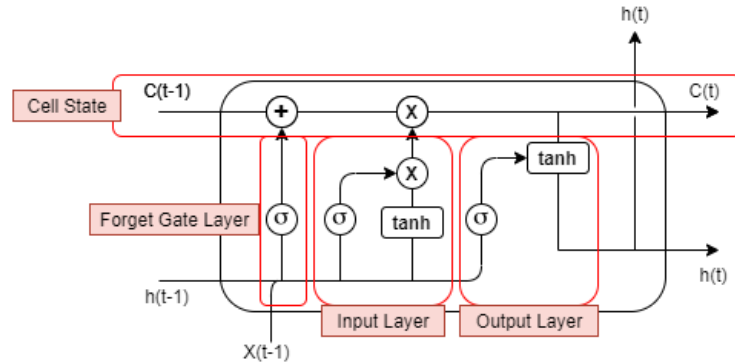 h(t)
Cell State
C(t-1)
+
X
C(t)
σ
σ
X
tanh
σ
tanh
Forget Gate Layer
h(t-1)
h(t)
Input Layer
Output Layer
X(t-1)